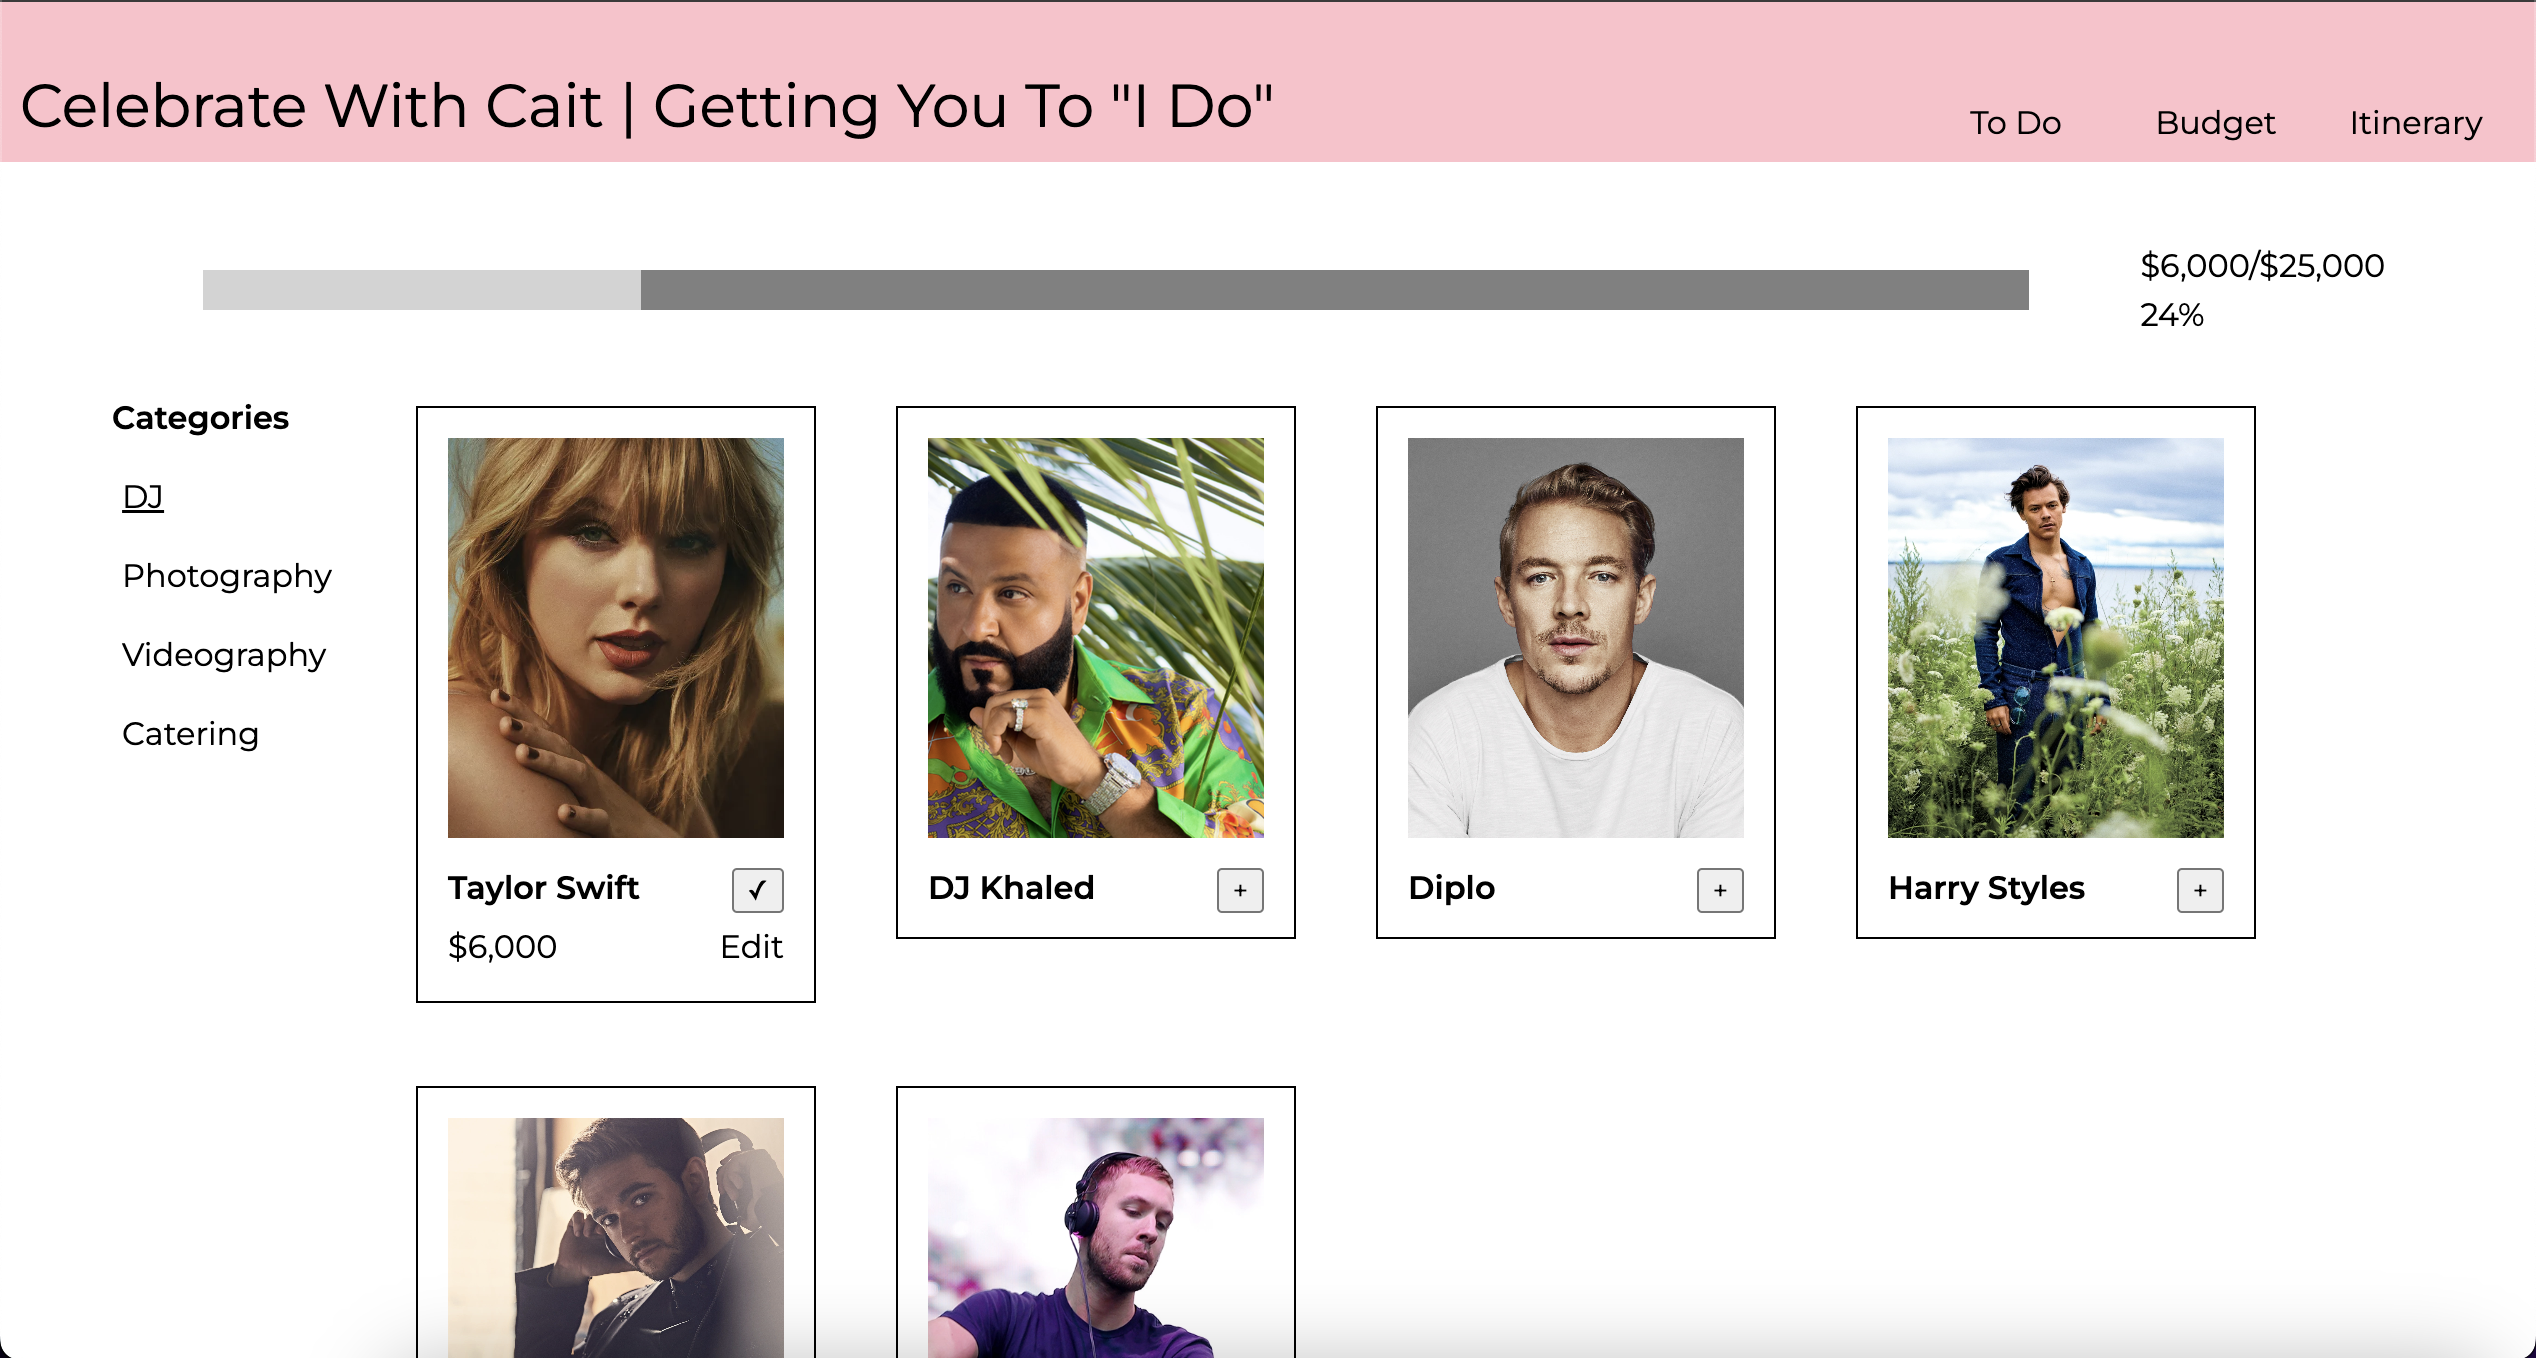 Celebrate With Cait | Getting You To "I Do"
To Do
Budget
Itinerary
$6,000/$25,000
24%
Categories
DJ
Photography
Videography
Catering
Taylor Swift ✓
$6,000 Edit
DJ Khaled +
Diplo +
Harry Styles +